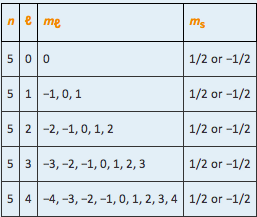 n ℓ mℓ ms
5 0 0 1/2 or –1/2
5 1 –1, 0, 1 1/2 or –1/2
5 2 –2, –1, 0, 1, 2 1/2 or –1/2
5 3 –3, –2, –1, 0, 1, 2, 3 1/2 or –1/2
5 4 –4, –3, –2, –1, 0, 1, 2, 3, 4 1/2 or –1/2